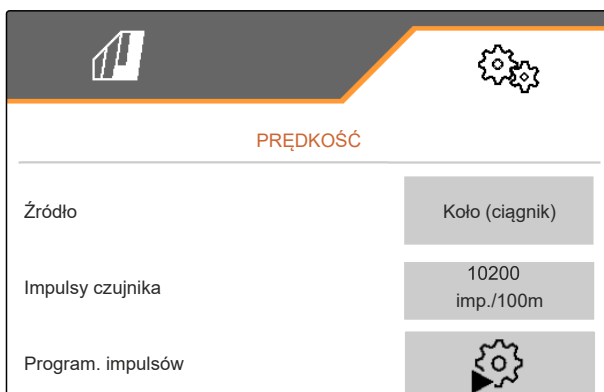 PRĘDKOŚĆ
Źródło
Koło (ciągnik)
Impulsy czujnika
10200
imp./100m
Program. impulsów